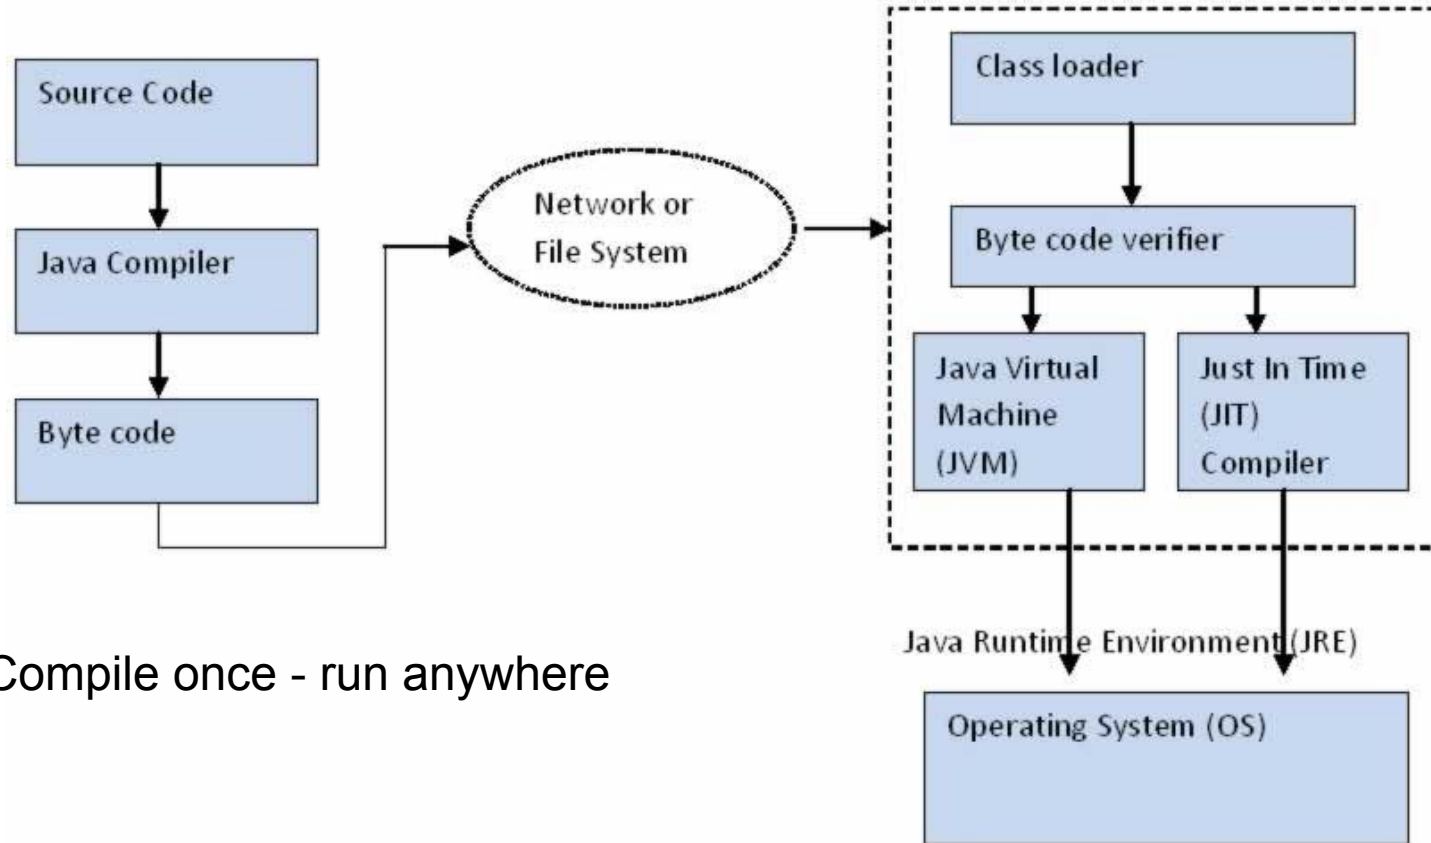 Source Code
Java Compiler
Byte code
Network or
File System
Class loader
Byte code verifier
Java Virtual
Machine
(JVM)
Just In Time
(JIT)
Compiler
Java Runtime Environment (JRE)
Operating System (OS)
Compile once - run anywhere